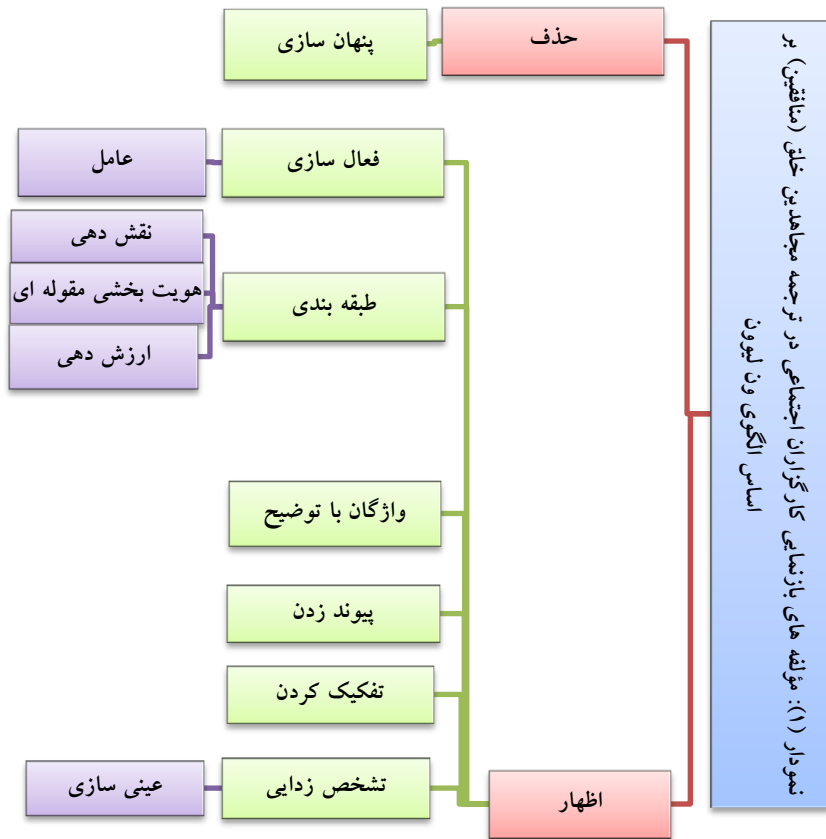 نمودار (۱): مؤلفه های بازنمایی کارگزاران اجتماعی در ترجمه مجاهدین خلق (منافقین) بر
اساس الگوی ون لیوون
حذف
پنهان سازی
اظهار
فعال سازی
عامل
طبقه بندی
نقش دهی
هویت بخشی مقوله ای
ارزش دهی
واژگان با توضیح
پیوند زدن
تفکیک کردن
تشخص زدایی
عینی سازی